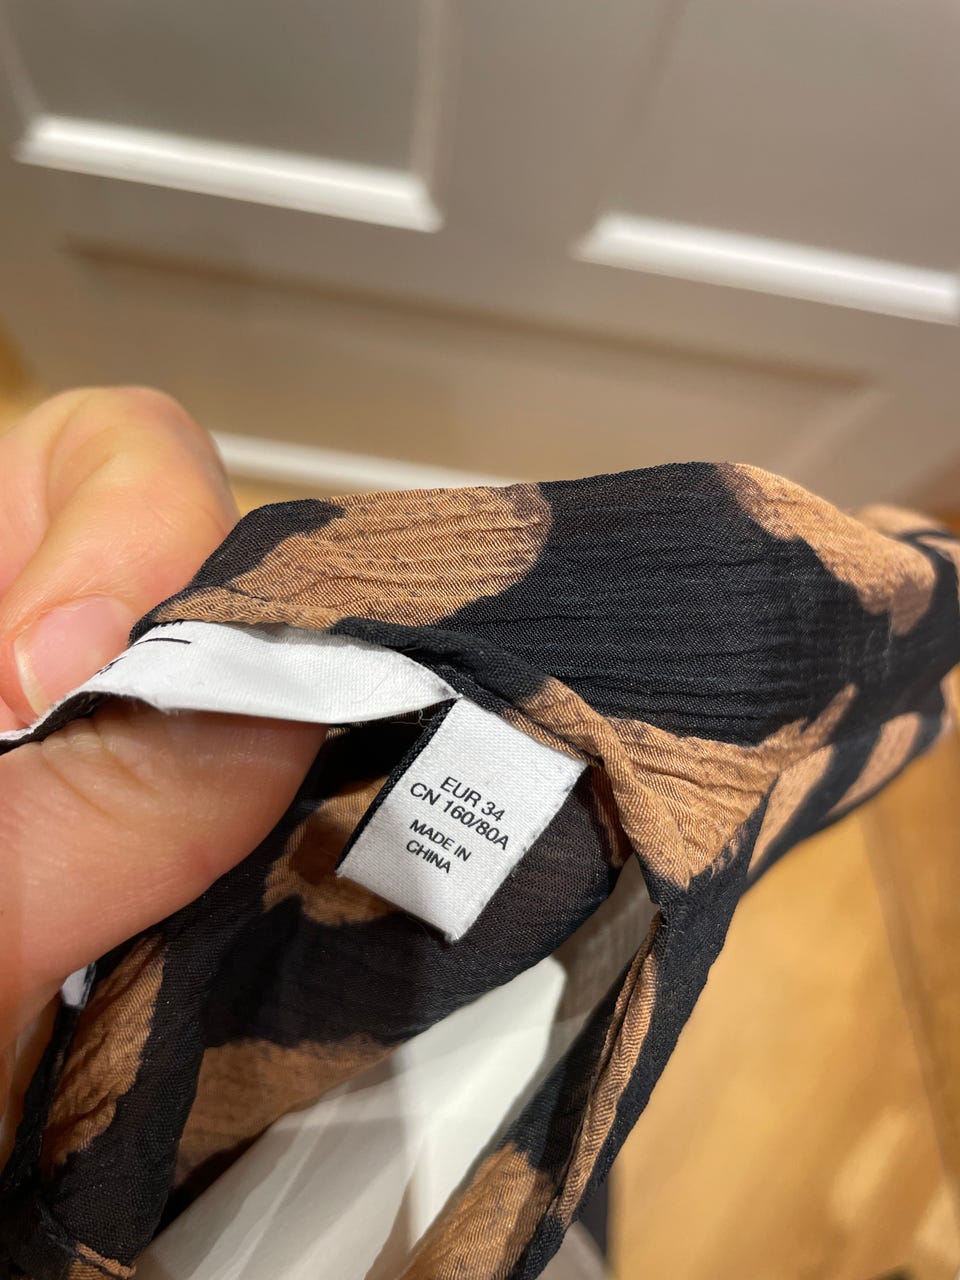 EUR 34
CN 160/80A
MADE IN
CHINA